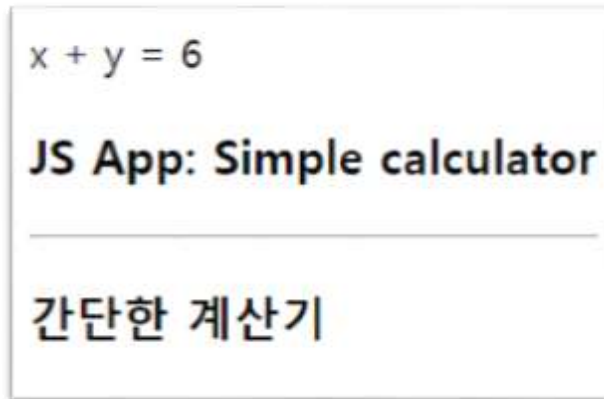 x + y = 6
JS App: Simple calculator
간단한 계산기